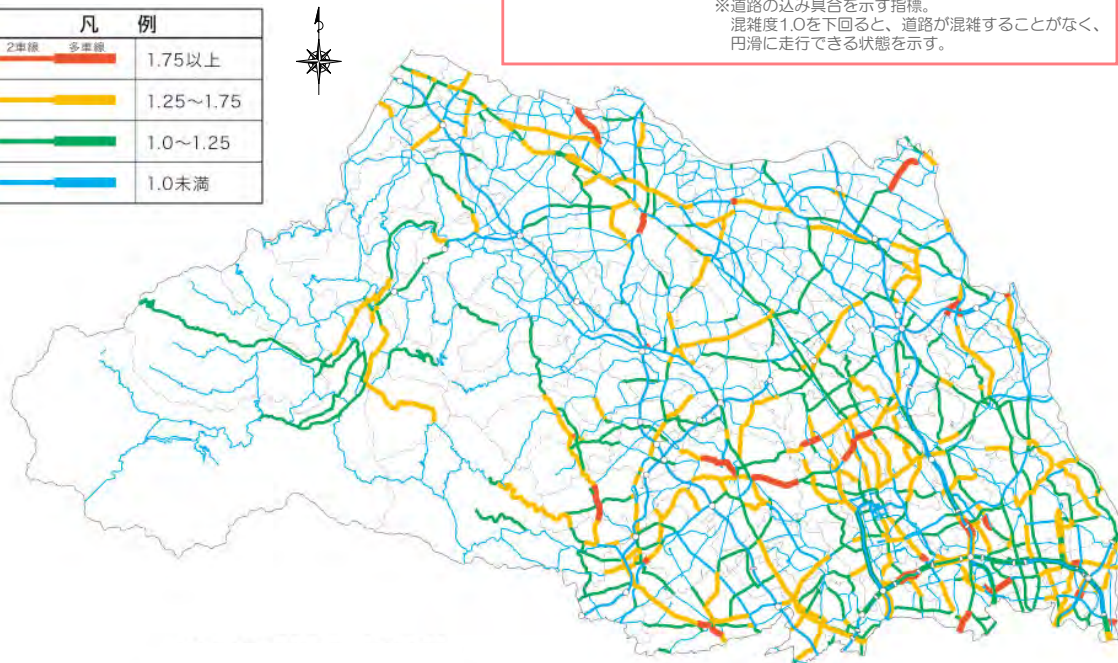 凡 例
2車線 多車線
1.75以上
1.25～1.75
1.0～1.25
1.0未満
※道路の込み具合を示す指標。
混雑度1.0を下回ると、道路が混雑することがなく、
円滑に走行できる状態を示す。